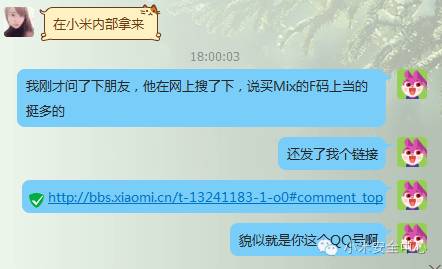 在小米内部拿来
18:00:03
我刚才问了下朋友，他在网上搜了下，说买Mix的F码上当的
挺多的
还发了我个链接
http://bbs.xiaomi.cn/t-13241183-1-o0#comment_top
貌似就是你这个QQ号啊
小米安全中心